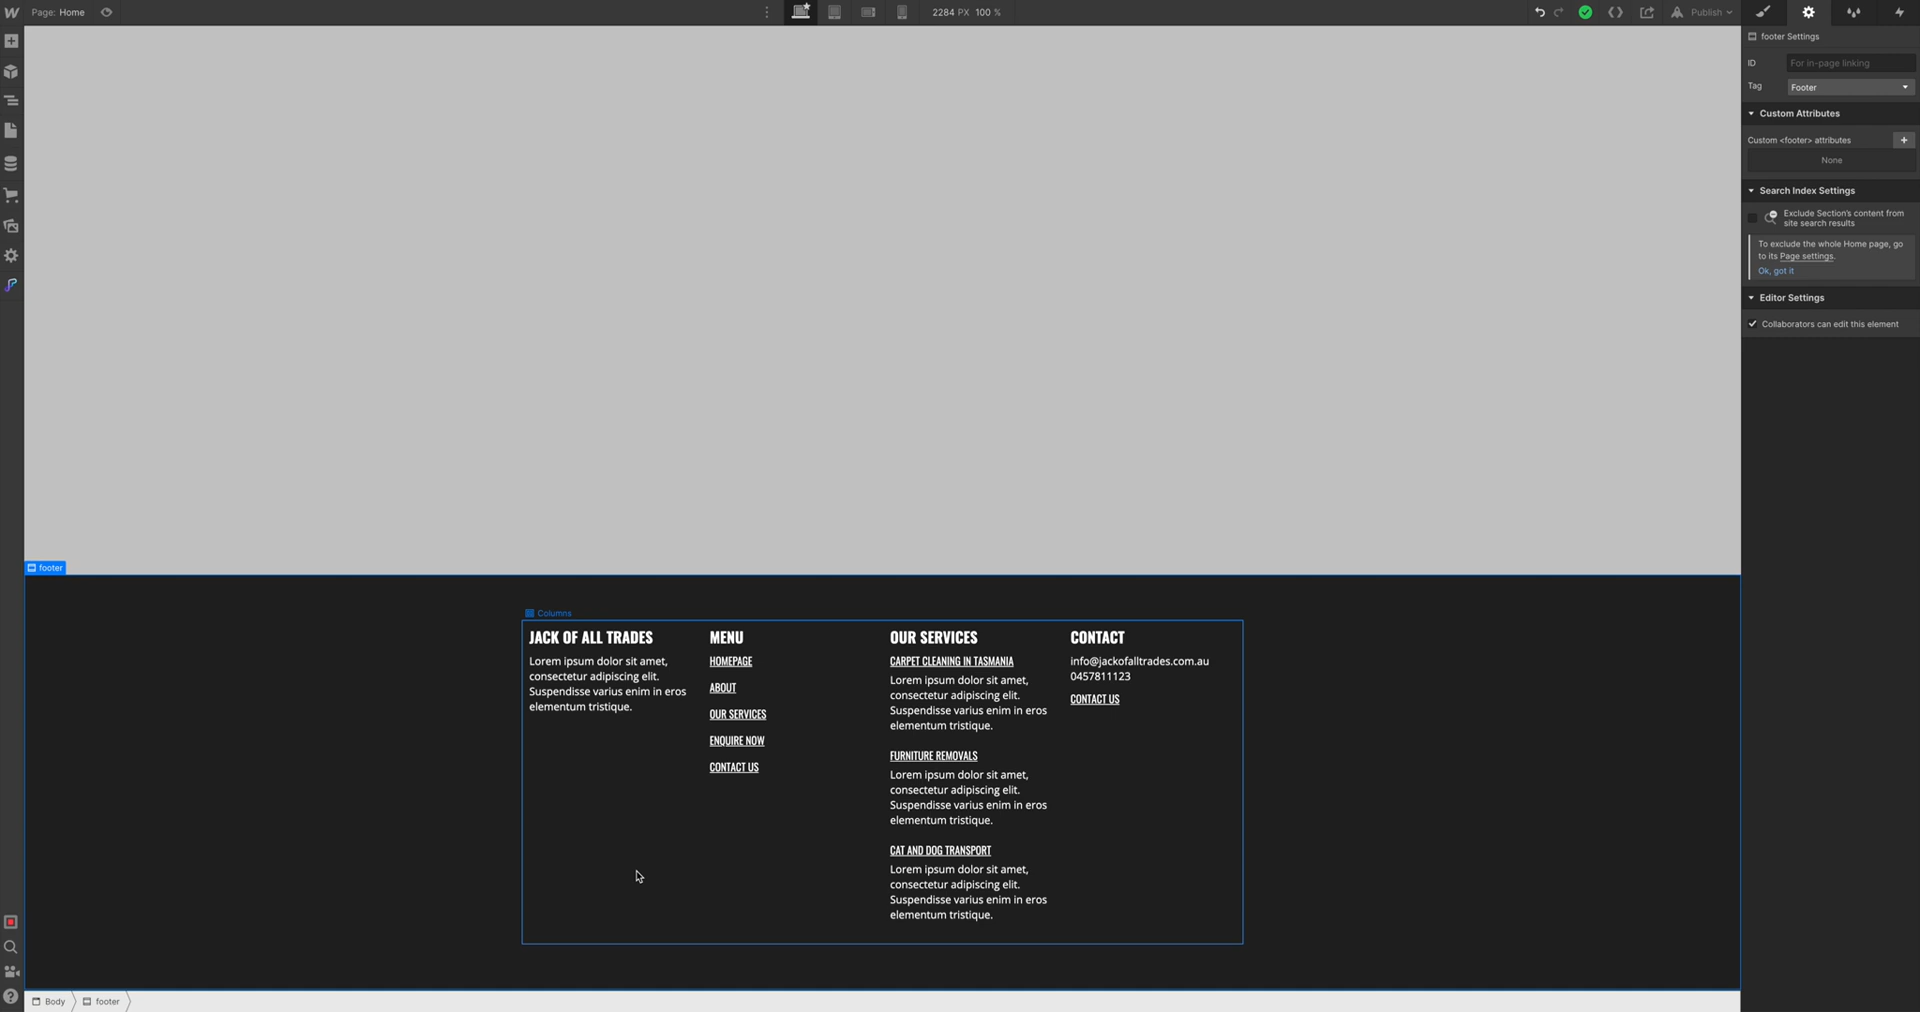 Page: Home
2284 PX 100 %
Publish
footer Settings
ID
For in-page linking
Tag
Footer
Custom Attributes
Custom <footer> attributes
+
None
Search Index Settings
Exclude Section's content from
site search results
To exclude the whole Home page, go
to its Page settings.
Ok, got it
Editor Settings
Collaborators can edit this element
footer
Columns
JACK OF ALL TRADES
Lorem ipsum dolor sit amet,
consectetur adipiscing elit.
Suspendisse varius enim in eros
elementum tristique.
MENU
HOMEPAGE
ABOUT
OUR SERVICES
ENQUIRE NOW
CONTACT US
OUR SERVICES
CARPET CLEANING IN TASMANIA
Lorem ipsum dolor sit amet,
consectetur adipiscing elit.
Suspendisse varius enim in eros
elementum tristique.
FURNITURE REMOVALS
Lorem ipsum dolor sit amet,
consectetur adipiscing elit.
Suspendisse varius enim in eros
elementum tristique.
CAT AND DOG TRANSPORT
Lorem ipsum dolor sit amet,
consectetur adipiscing elit.
Suspendisse varius enim in eros
elementum tristique.
CONTACT
info@jackofalltrades.com.au
0457811123
CONTACT US
Body
footer